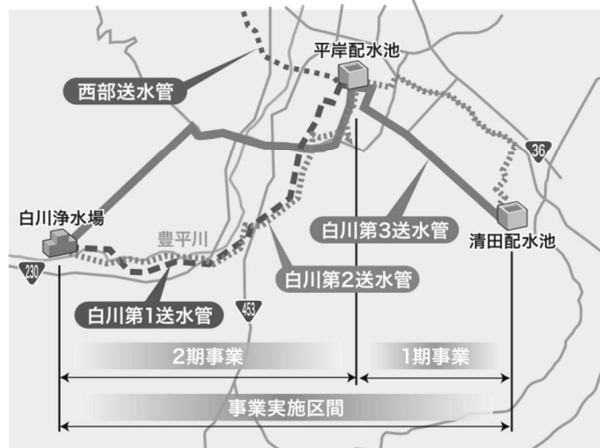 平岸配水池
西部送水管
36
白川浄水場
豊平川
白川第3送水管
清田配水池
230
白川第2送水管
白川第1送水管
453
2期事業
1期事業
事業実施区間